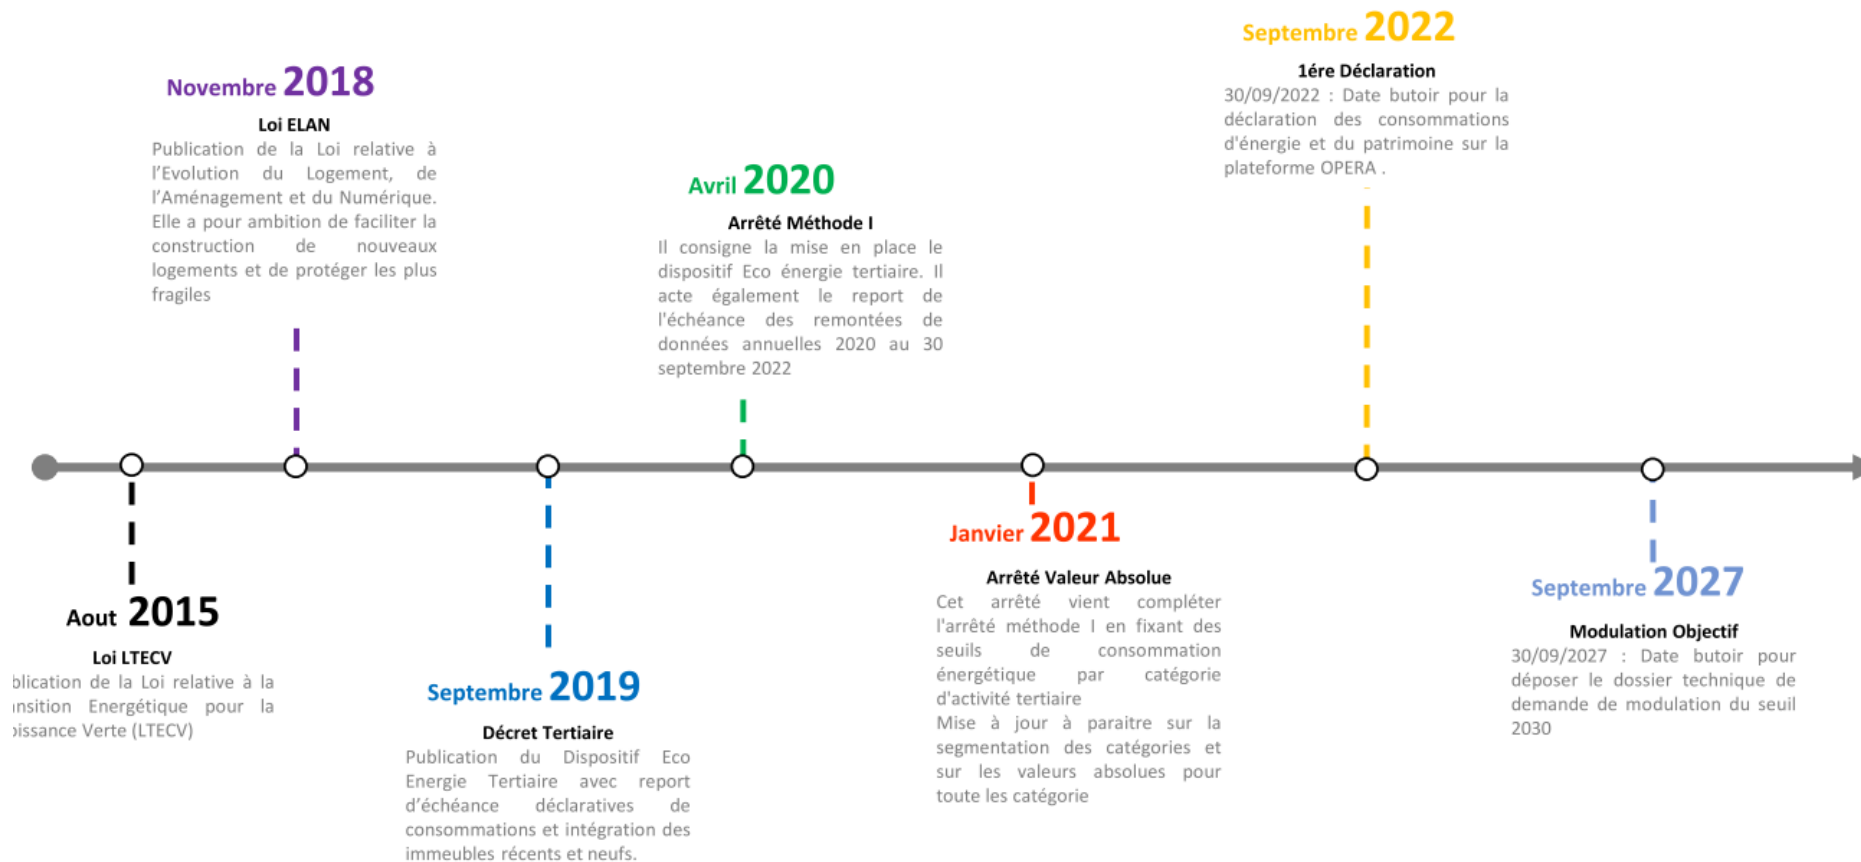 Septembre 2022
1ére Déclaration
30/09/2022 : Date butoir pour la
déclaration des consommations
d'énergie et du patrimoine sur la
plateforme OPERA .
Novembre 2018
Loi ELAN
Publication de la Loi relative à
l’Evolution du Logement, de
l’Aménagement et du Numérique.
Elle a pour ambition de faciliter la
construction de nouveaux
logements et de protéger les plus
fragiles
Avril 2020
Arrêté Méthode I
Il consigne la mise en place le
dispositif Eco énergie tertiaire. Il
acte également le report de
l'échéance des remontées de
données annuelles 2020 au 30
septembre 2022
Aout 2015
Loi LTECV
blication de la Loi relative à la
nsition Energétique pour la
oissance Verte (LTECV)
Septembre 2019
Décret Tertiaire
Publication du Dispositif Eco
Energie Tertiaire avec report
d’échéance déclaratives de
consommations et intégration des
immeubles récents et neufs.
Janvier 2021
Arrêté Valeur Absolue
Cet arrêté vient compléter
l'arrêté méthode I en fixant des
seuils de consommation
énergétique par catégorie
d'activité tertiaire
Mise à jour à paraitre sur la
segmentation des catégories et
sur les valeurs absolues pour
toute les catégorie
Septembre 2027
Modulation Objectif
30/09/2027 : Date butoir pour
déposer le dossier technique de
demande de modulation du seuil
2030